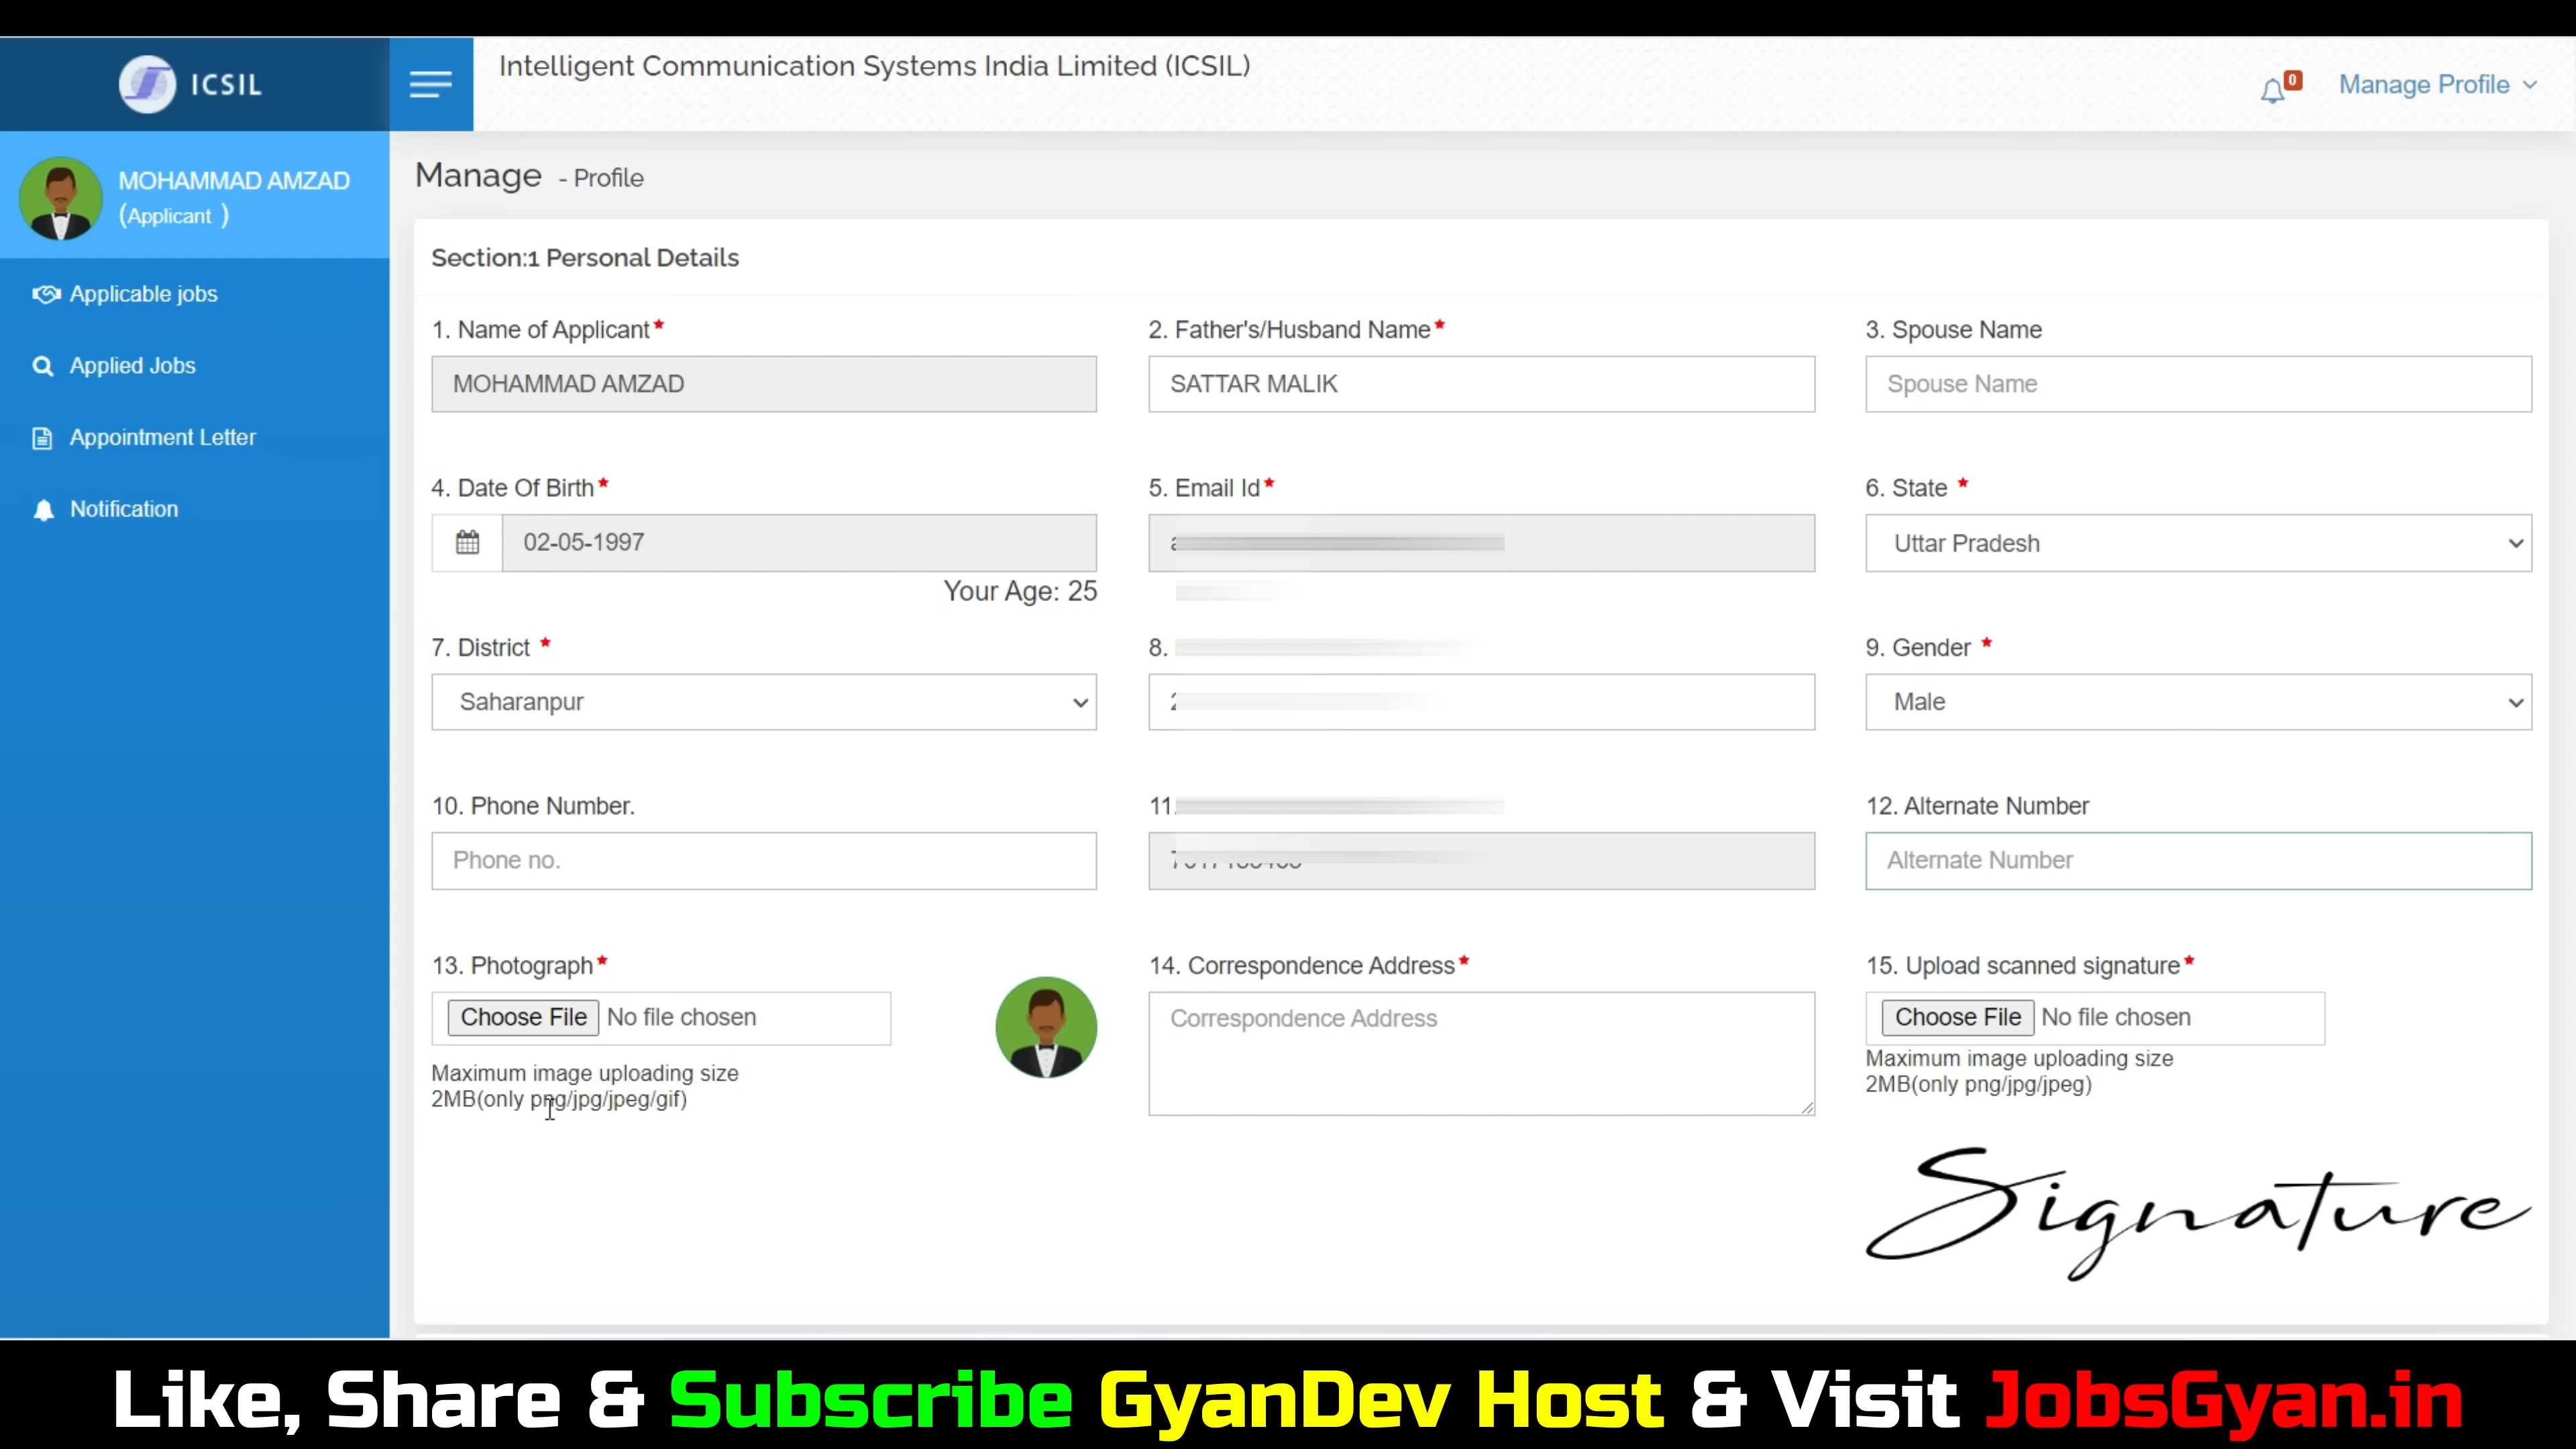 ICSIL
Intelligent Communication Systems India Limited (ICSIL)
0
Manage Profile
MOHAMMAD AMZAD
(Applicant )
Applicable jobs
Applied Jobs
Appointment Letter
Notification
Manage - Profile
Section:1 Personal Details
1. Name of Applicant*
MOHAMMAD AMZAD
2. Father's/Husband Name*
SATTAR MALIK
3. Spouse Name
Spouse Name
4. Date Of Birth*
02-05-1997
Your Age: 25
5. Email Id*
6. State *
Uttar Pradesh
7. District *
Saharanpur
8.
9. Gender *
Male
10. Phone Number.
Phone no.
11.
12. Alternate Number
Alternate Number
13. Photograph*
Choose File No file chosen
Maximum image uploading size
2MB(only png/jpg/jpeg/gif)
14. Correspondence Address*
Correspondence Address
15. Upload scanned signature*
Choose File No file chosen
Maximum image uploading size
2MB(only png/jpg/jpeg)
Signature
Like, Share & Subscribe GyanDev Host & Visit JobsGyan.in